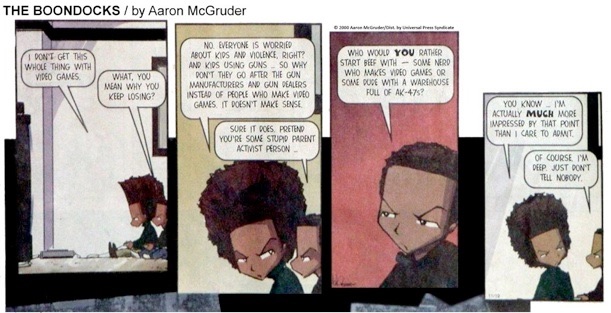 THE BOONDOCKS / by Aaron McGruder
© 2000 Aaron McGruder/Dist. by Universal Press Syndicate
I DON'T GET THIS
WHOLE THING WITH
VIDEO GAMES.
WHAT, YOU
MEAN WHY YOU
KEEP LOSING?
NO, EVERYONE IS WORRIED
ABOUT KIDS AND VIOLENCE, RIGHT?
AND KIDS USING GUNS ... SO WHY
DON'T THEY GO AFTER THE GUN
MANUFACTURERS AND GUN DEALERS
INSTEAD OF PEOPLE WHO MAKE VIDEO
GAMES. IT DOESN'T MAKE SENSE.
SURE IT DOES. PRETEND
YOU'RE SOME STUPID PARENT
ACTIVIST PERSON ...
WHO WOULD YOU RATHER
START BEEF WITH — SOME NERD
WHO MAKES VIDEO GAMES OR
SOME DUDE WITH A WAREHOUSE
FULL OF AK-47s?
YOU KNOW ... I'M
ACTUALLY MUCH MORE
IMPRESSED BY THAT POINT
THAN I CARE TO ADMIT.
OF COURSE. I'M
DEEP. JUST DON'T
TELL NOBODY.